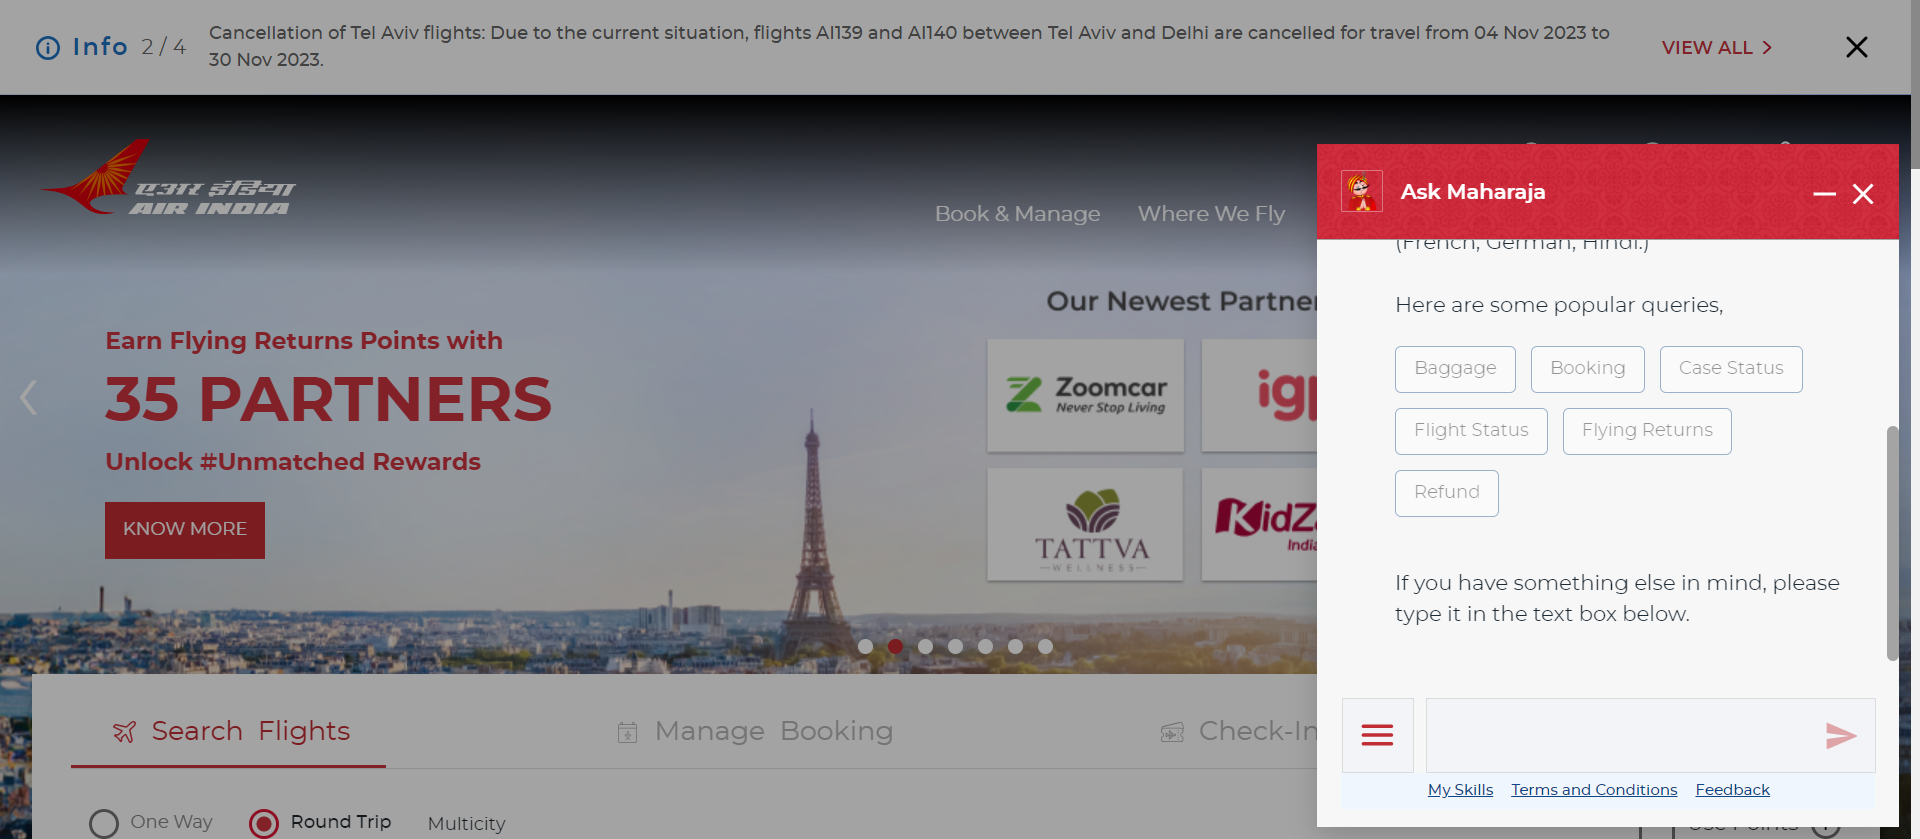 Info 2 / 4
Cancellation of Tel Aviv flights: Due to the current situation, flights AI139 and AI140 between Tel Aviv and Delhi are cancelled for travel from 04 Nov 2023 to
30 Nov 2023.
VIEW ALL
एअर इंडिया
AIR INDIA
Book & Manage
Where We Fly
Earn Flying Returns Points with
35 PARTNERS
Unlock #Unmatched Rewards
KNOW MORE
Our Newest Partner
Zoomcar
Never Stop Living
igp
TATTVA
WELLNESS
KidZ
India
Search Flights
Manage Booking
Check-In
One Way
Round Trip
Multicity
Ask Maharaja
(French, German, Hindi.)
Here are some popular queries,
Baggage
Booking
Case Status
Flight Status
Flying Returns
Refund
If you have something else in mind, please
type it in the text box below.
My Skills
Terms and Conditions
Feedback